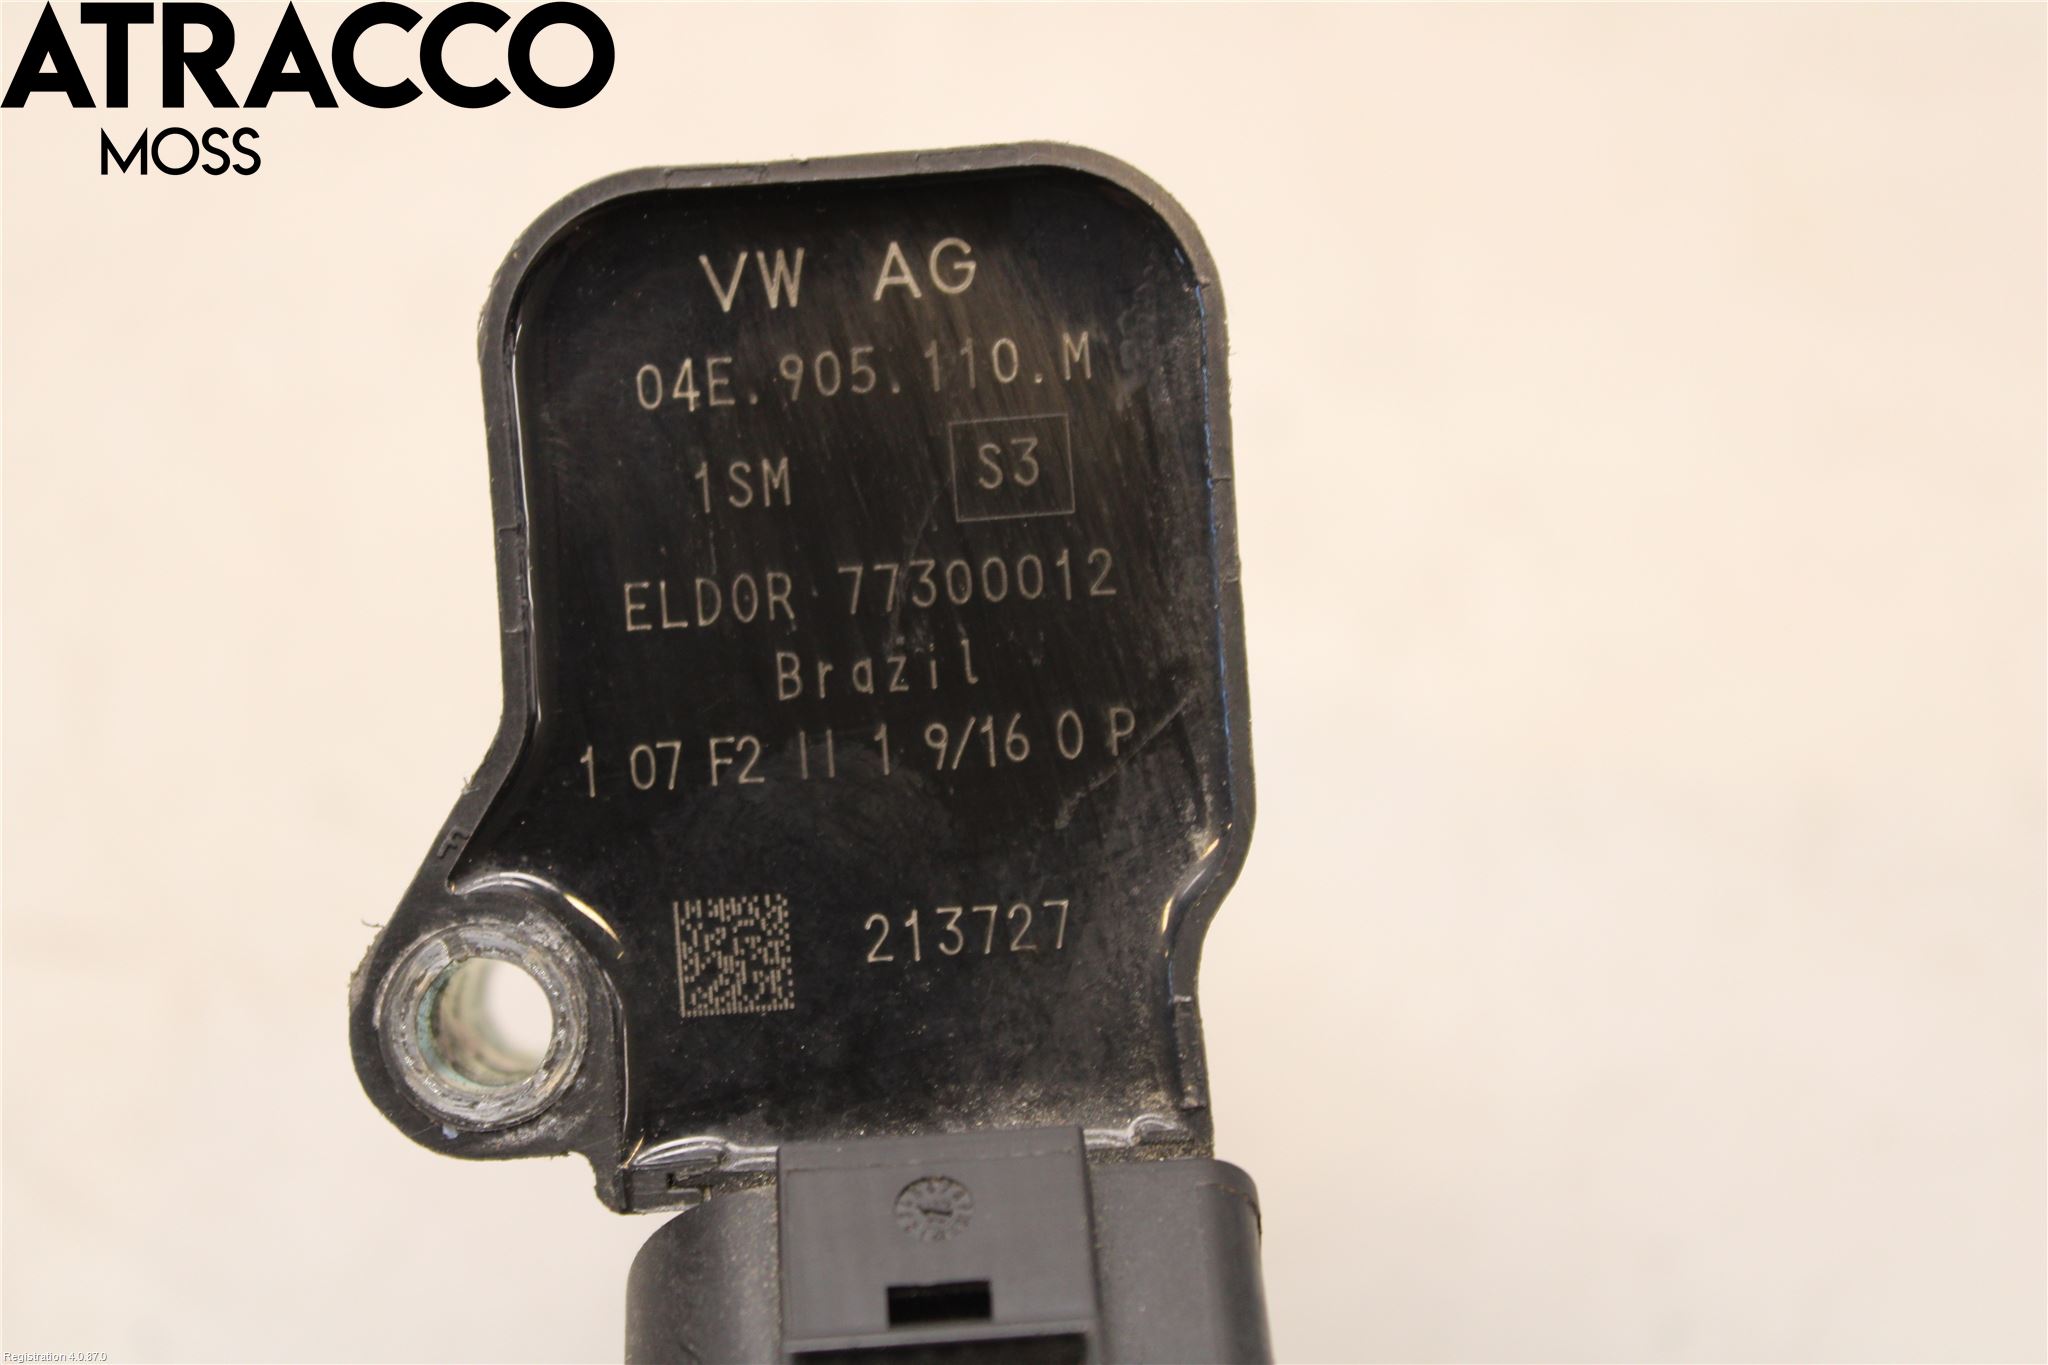 ATRACCO
MOSS
VW AG
04E.905.110.M
1SM S3
ELDOR 77300012
Brazil
1 07 F2 II 1 9/16 0 P
213727
Registration 4.0.87.0